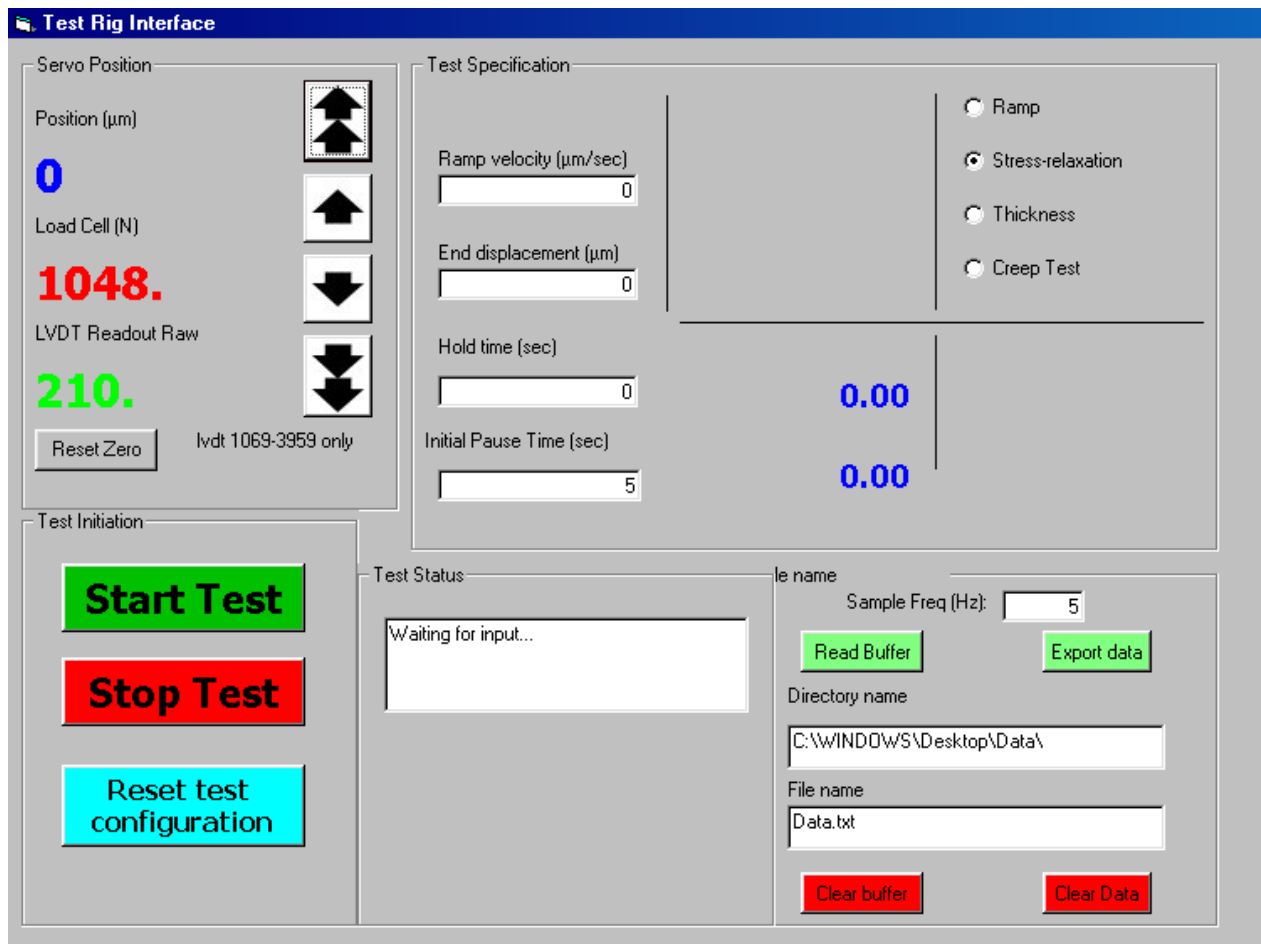 Test Rig Interface
Servo Position
Position (µm)
0
Load Cell (N)
1048.
LVDT Readout Raw
210.
Reset Zero
lvdt 1069-3959 only
Test Specification
Ramp velocity (µm/sec)
0
End displacement (µm)
0
Hold time (sec)
0
0.00
Initial Pause Time (sec)
5
0.00
Ramp
Stress-relaxation
Thickness
Creep Test
Test Initiation
Start Test
Stop Test
Reset test
configuration
Test Status
Waiting for input...
le name
Sample Freq (Hz):
5
Read Buffer
Export data
Directory name
C:\WINDOWS\Desktop\Data\
File name
Data.txt
Clear buffer
Clear Data